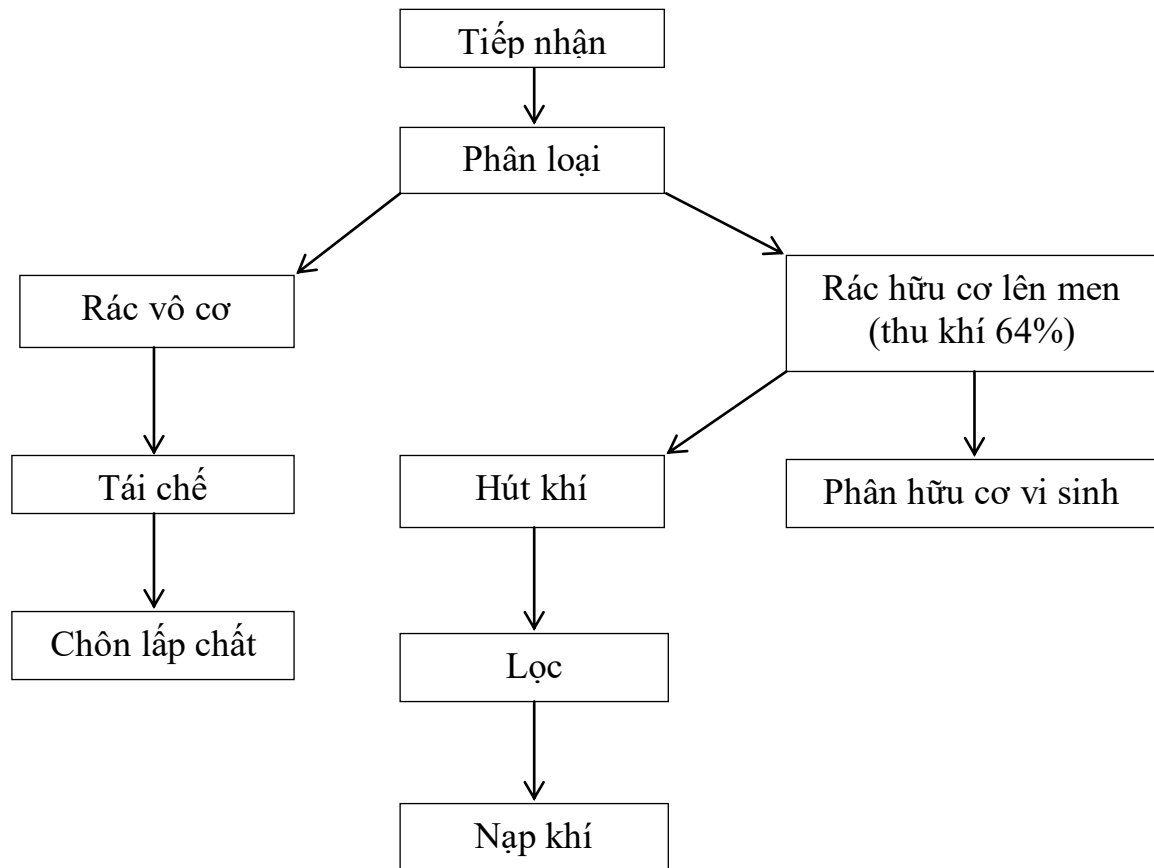 Tiếp nhận
Phân loại
Rác vô cơ
Rác hữu cơ lên men
(thu khí 64%)
Tái chế
Hút khí
Phân hữu cơ vi sinh
Chôn lấp chất
Lọc
Nạp khí